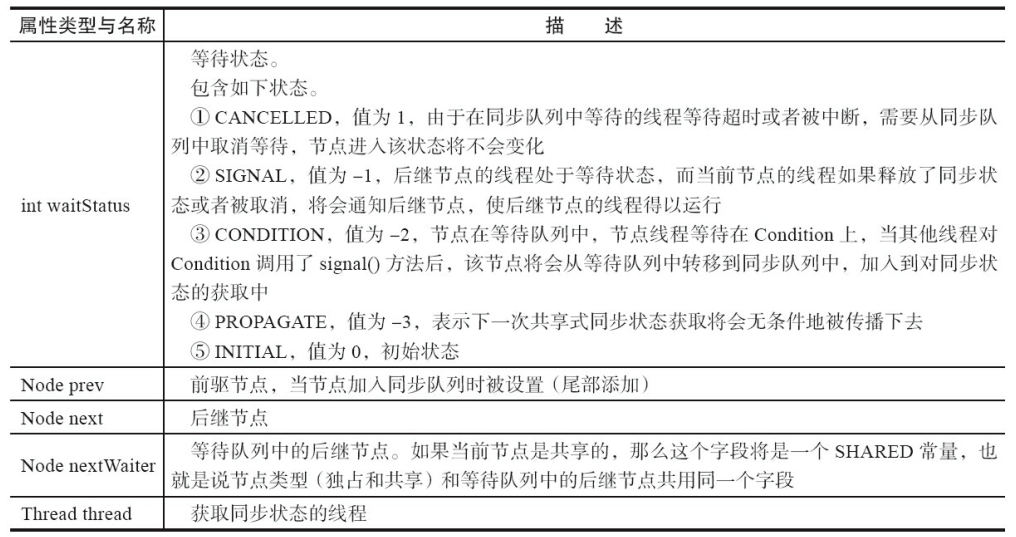 属性类型与名称 描 述
int waitStatus
等待状态。
包含如下状态。
① CANCELLED，值为 1，由于在同步队列中等待的线程等待超时或者被中断，需要从同步队
列中取消等待，节点进入该状态将不会变化
② SIGNAL，值为 –1，后继节点的线程处于等待状态，而当前节点的线程如果释放了同步状
态或者被取消，将会通知后继节点，使后继节点的线程得以运行
③ CONDITION，值为 –2，节点在等待队列中，节点线程等待在 Condition 上，当其他线程对
Condition 调用了 signal() 方法后，该节点将会从等待队列中转移到同步队列中，加入到对同步状
态的获取中
④ PROPAGATE，值为 –3，表示下一次共享式同步状态获取将会无条件地被传播下去
⑤ INITIAL，值为 0，初始状态
Node prev 前驱节点，当节点加入同步队列时被设置（尾部添加）
Node next 后继节点
Node nextWaiter
等待队列中的后继节点。如果当前节点是共享的，那么这个字段将是一个 SHARED 常量，也
就是说节点类型（独占和共享）和等待队列中的后继节点共用同一个字段
Thread thread 获取同步状态的线程